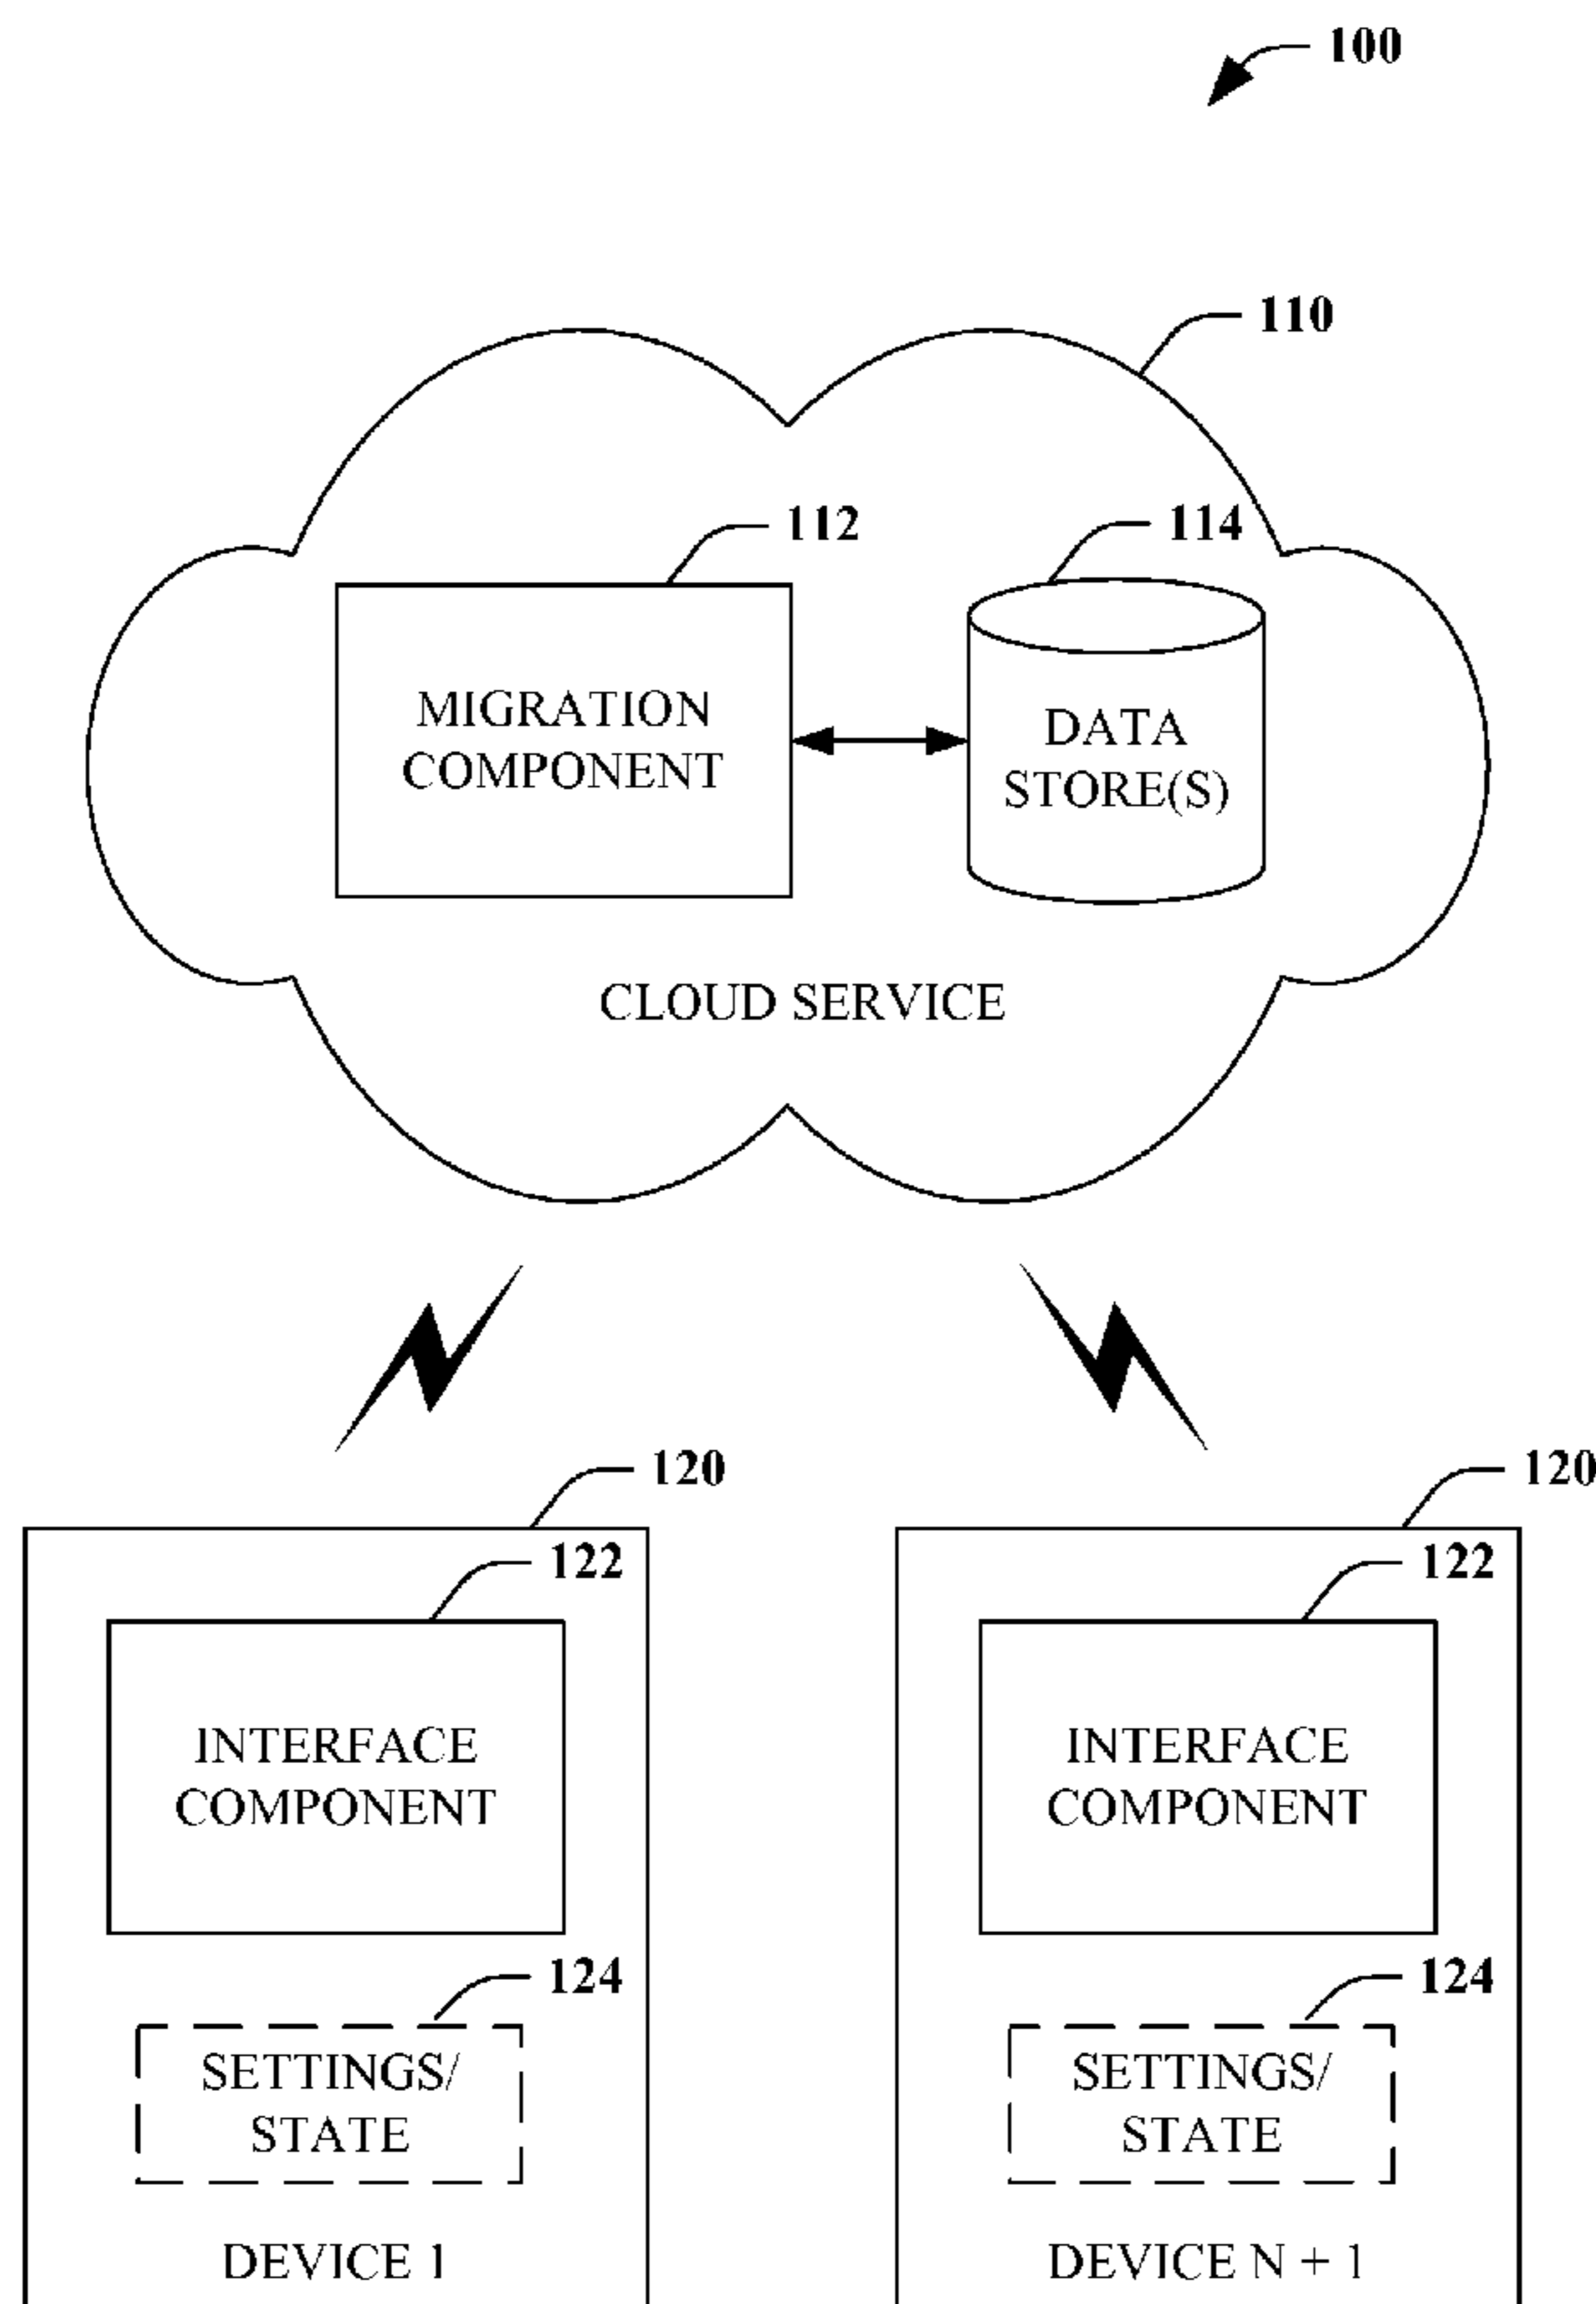 100
110
112
114
MIGRATION
COMPONENT
DATA
STORE(S)
CLOUD SERVICE
120
120
122
122
INTERFACE
COMPONENT
INTERFACE
COMPONENT
124
124
SETTINGS/
STATE
SETTINGS/
STATE
DEVICE 1
DEVICE N + 1